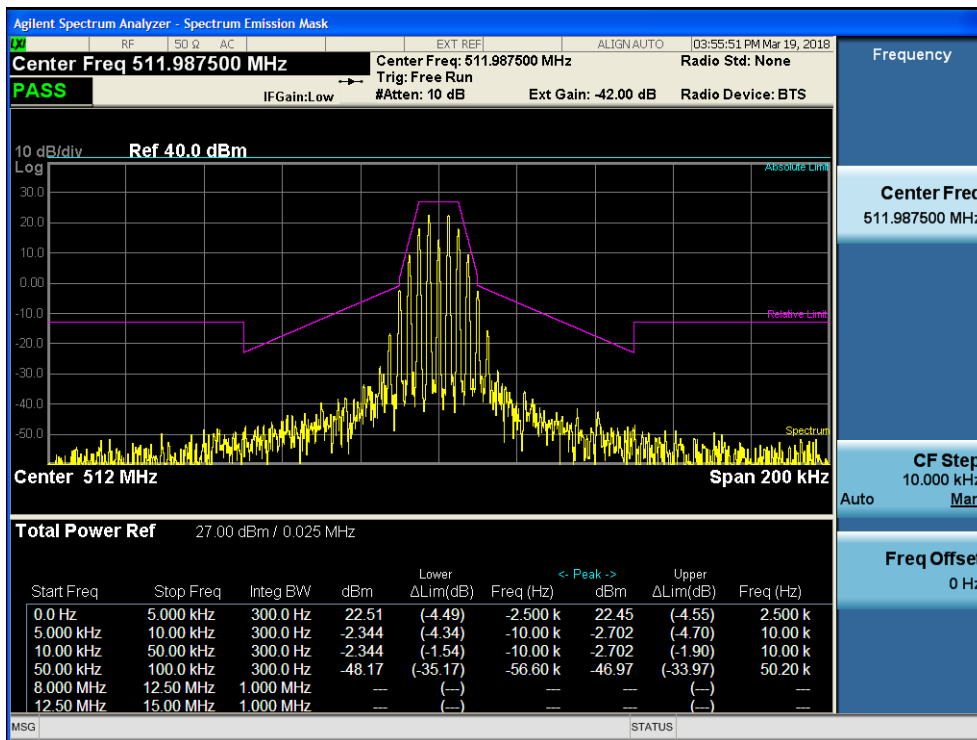 Agilent Spectrum Analyzer - Spectrum Emission Mask
LXI RF 50 Ω AC EXT REF ALIGN AUTO 03:55:51 PM Mar 19, 2018
Center Freq 511.987500 MHz
Center Freq: 511.987500 MHz Radio Std: None
Trig: Free Run
PASS IFGain:Low #Atten: 10 dB Ext Gain: -42.00 dB Radio Device: BTS
10 dB/div Ref 40.0 dBm
Log
Absolute Limit
30.0
20.0
10.0
0.00
-10.0
Relative Limit
-20.0
-30.0
-40.0
-50.0
Spectrum
Center 512 MHz Span 200 kHz
Total Power Ref 27.00 dBm / 0.025 MHz
Lower <- Peak -> Upper
Start Freq Stop Freq Integ BW dBm ΔLim(dB) Freq (Hz) dBm ΔLim(dB) Freq (Hz)
0.0 Hz 5.000 kHz 300.0 Hz 22.51 (-4.49) -2.500 k 22.45 (-4.55) 2.500 k
5.000 kHz 10.00 kHz 300.0 Hz -2.344 (-4.34) -10.00 k -2.702 (-4.70) 10.00 k
10.00 kHz 50.00 kHz 300.0 Hz -2.344 (-1.54) -10.00 k -2.702 (-1.90) 10.00 k
50.00 kHz 100.0 kHz 300.0 Hz -48.17 (-35.17) -56.60 k -46.97 (-33.97) 50.20 k
8.000 MHz 12.50 MHz 1.000 MHz --- (---) --- --- (---) ---
12.50 MHz 15.00 MHz 1.000 MHz --- (---) --- --- (---) ---
MSG STATUS
Frequency
Center Freq
511.987500 MHz
CF Step
10.000 kHz
Auto Man
Freq Offset
0 Hz